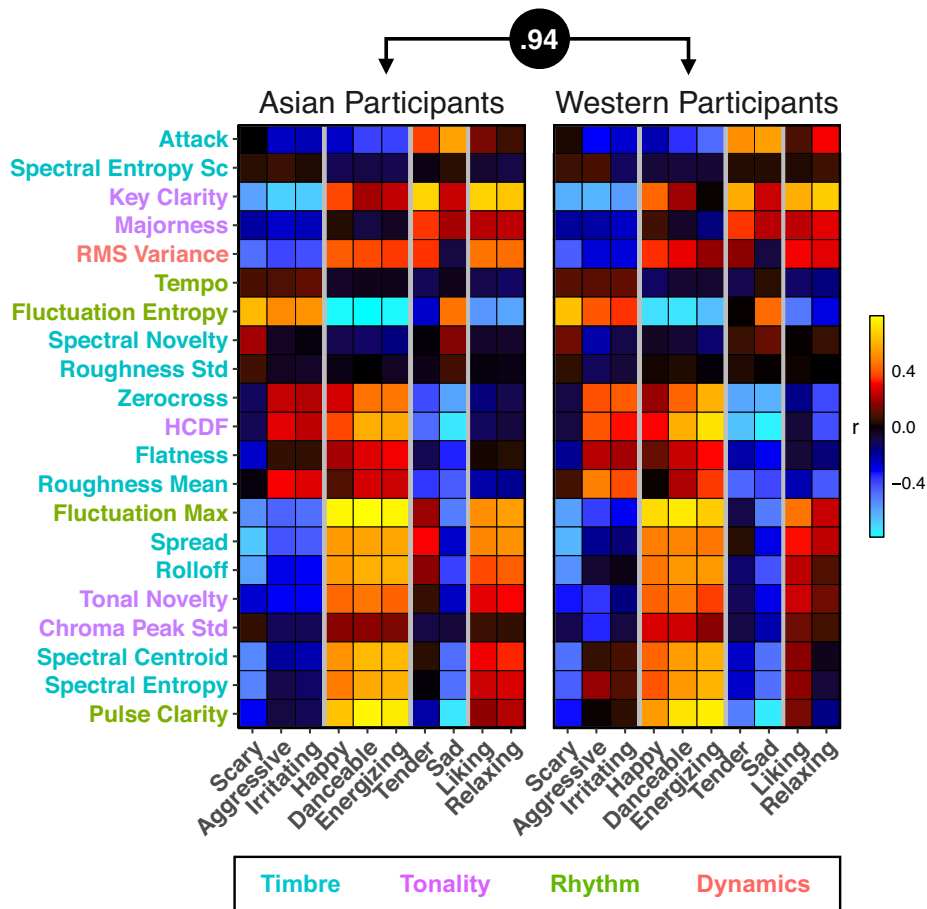 .94
Asian Participants
Western Participants
Attack
Spectral Entropy Sc
Key Clarity
Majorness
RMS Variance
Tempo
Fluctuation Entropy
Spectral Novelty
Roughness Std
Zerocross
HCDF
Flatness
Roughness Mean
Fluctuation Max
Spread
Rolloff
Tonal Novelty
Chroma Peak Std
Spectral Centroid
Spectral Entropy
Pulse Clarity
r
0.4
0.0
−0.4
Scary
Aggressive
Irritating
Happy
Danceable
Energizing
Tender
Sad
Liking
Relaxing
Scary
Aggressive
Irritating
Happy
Danceable
Energizing
Tender
Sad
Liking
Relaxing
Timbre Tonality Rhythm Dynamics